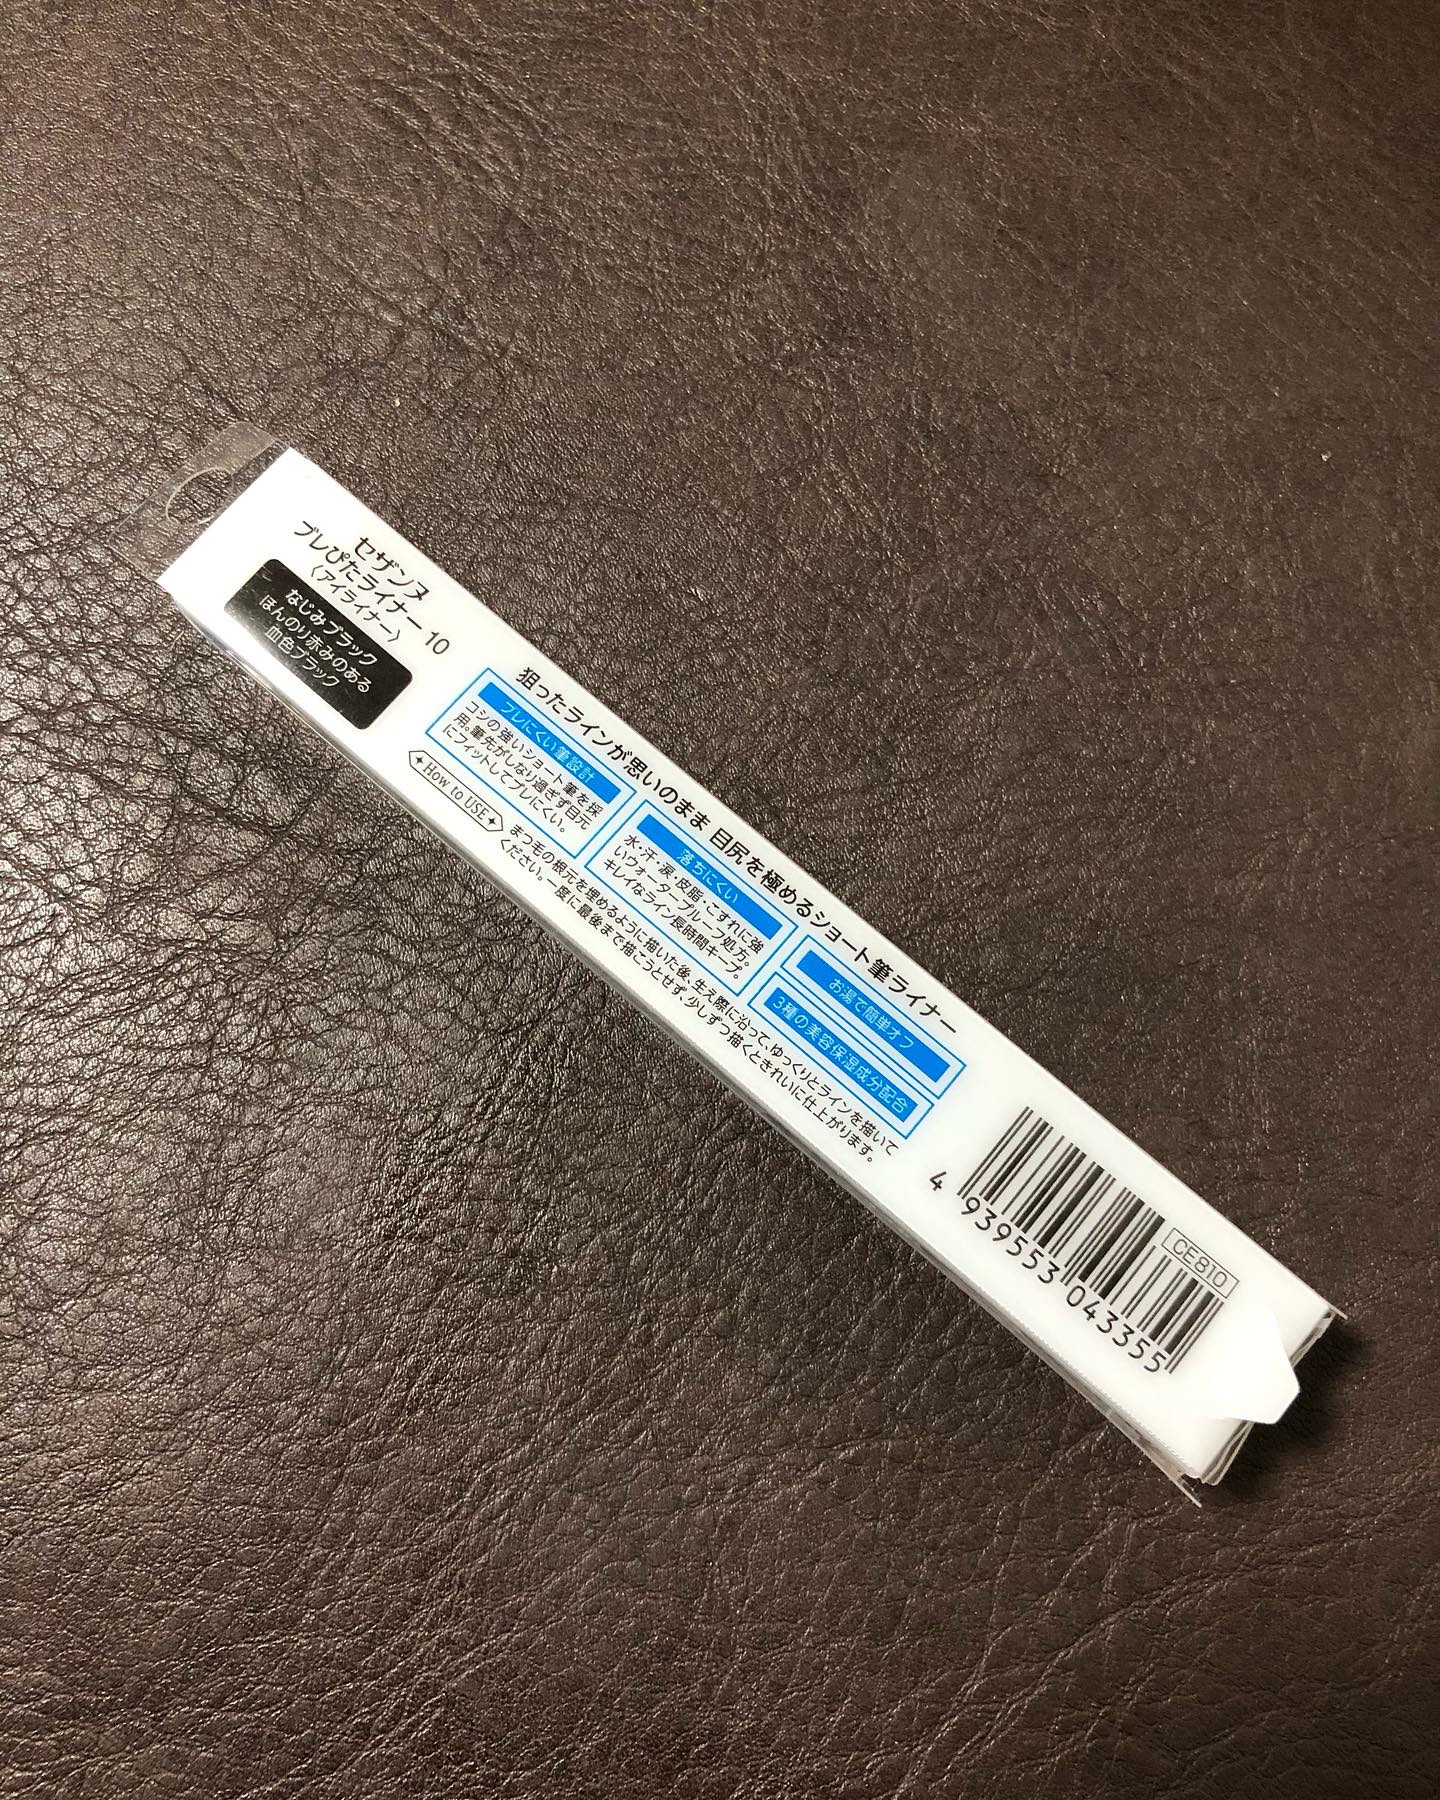 セザンヌ
ブレぴたライナー 10
〈アイライナー〉
なじみブラック
ほんのり赤みのある
血色ブラック
狙ったラインが思いのまま 目尻を極めるショート筆ライナー
ブレにくい筆設計
コシの強いショート筆を採
用。筆先がしなり過ぎず目元
にフィットしてブレにくい。
落ちにくい
水・汗・涙・皮脂・こすれに強
いウォータープルーフ処方。
キレイなライン長時間キープ。
お湯で簡単オフ
3種の美容保湿成分配合
How to USE
まつ毛の根元を埋めるように描いた後、生え際に沿って、ゆっくりとラインを描いて
ください。一度に最後まで描こうとせず、少しずつ描くときれいに仕上がります。
CE810
4 939553 043355